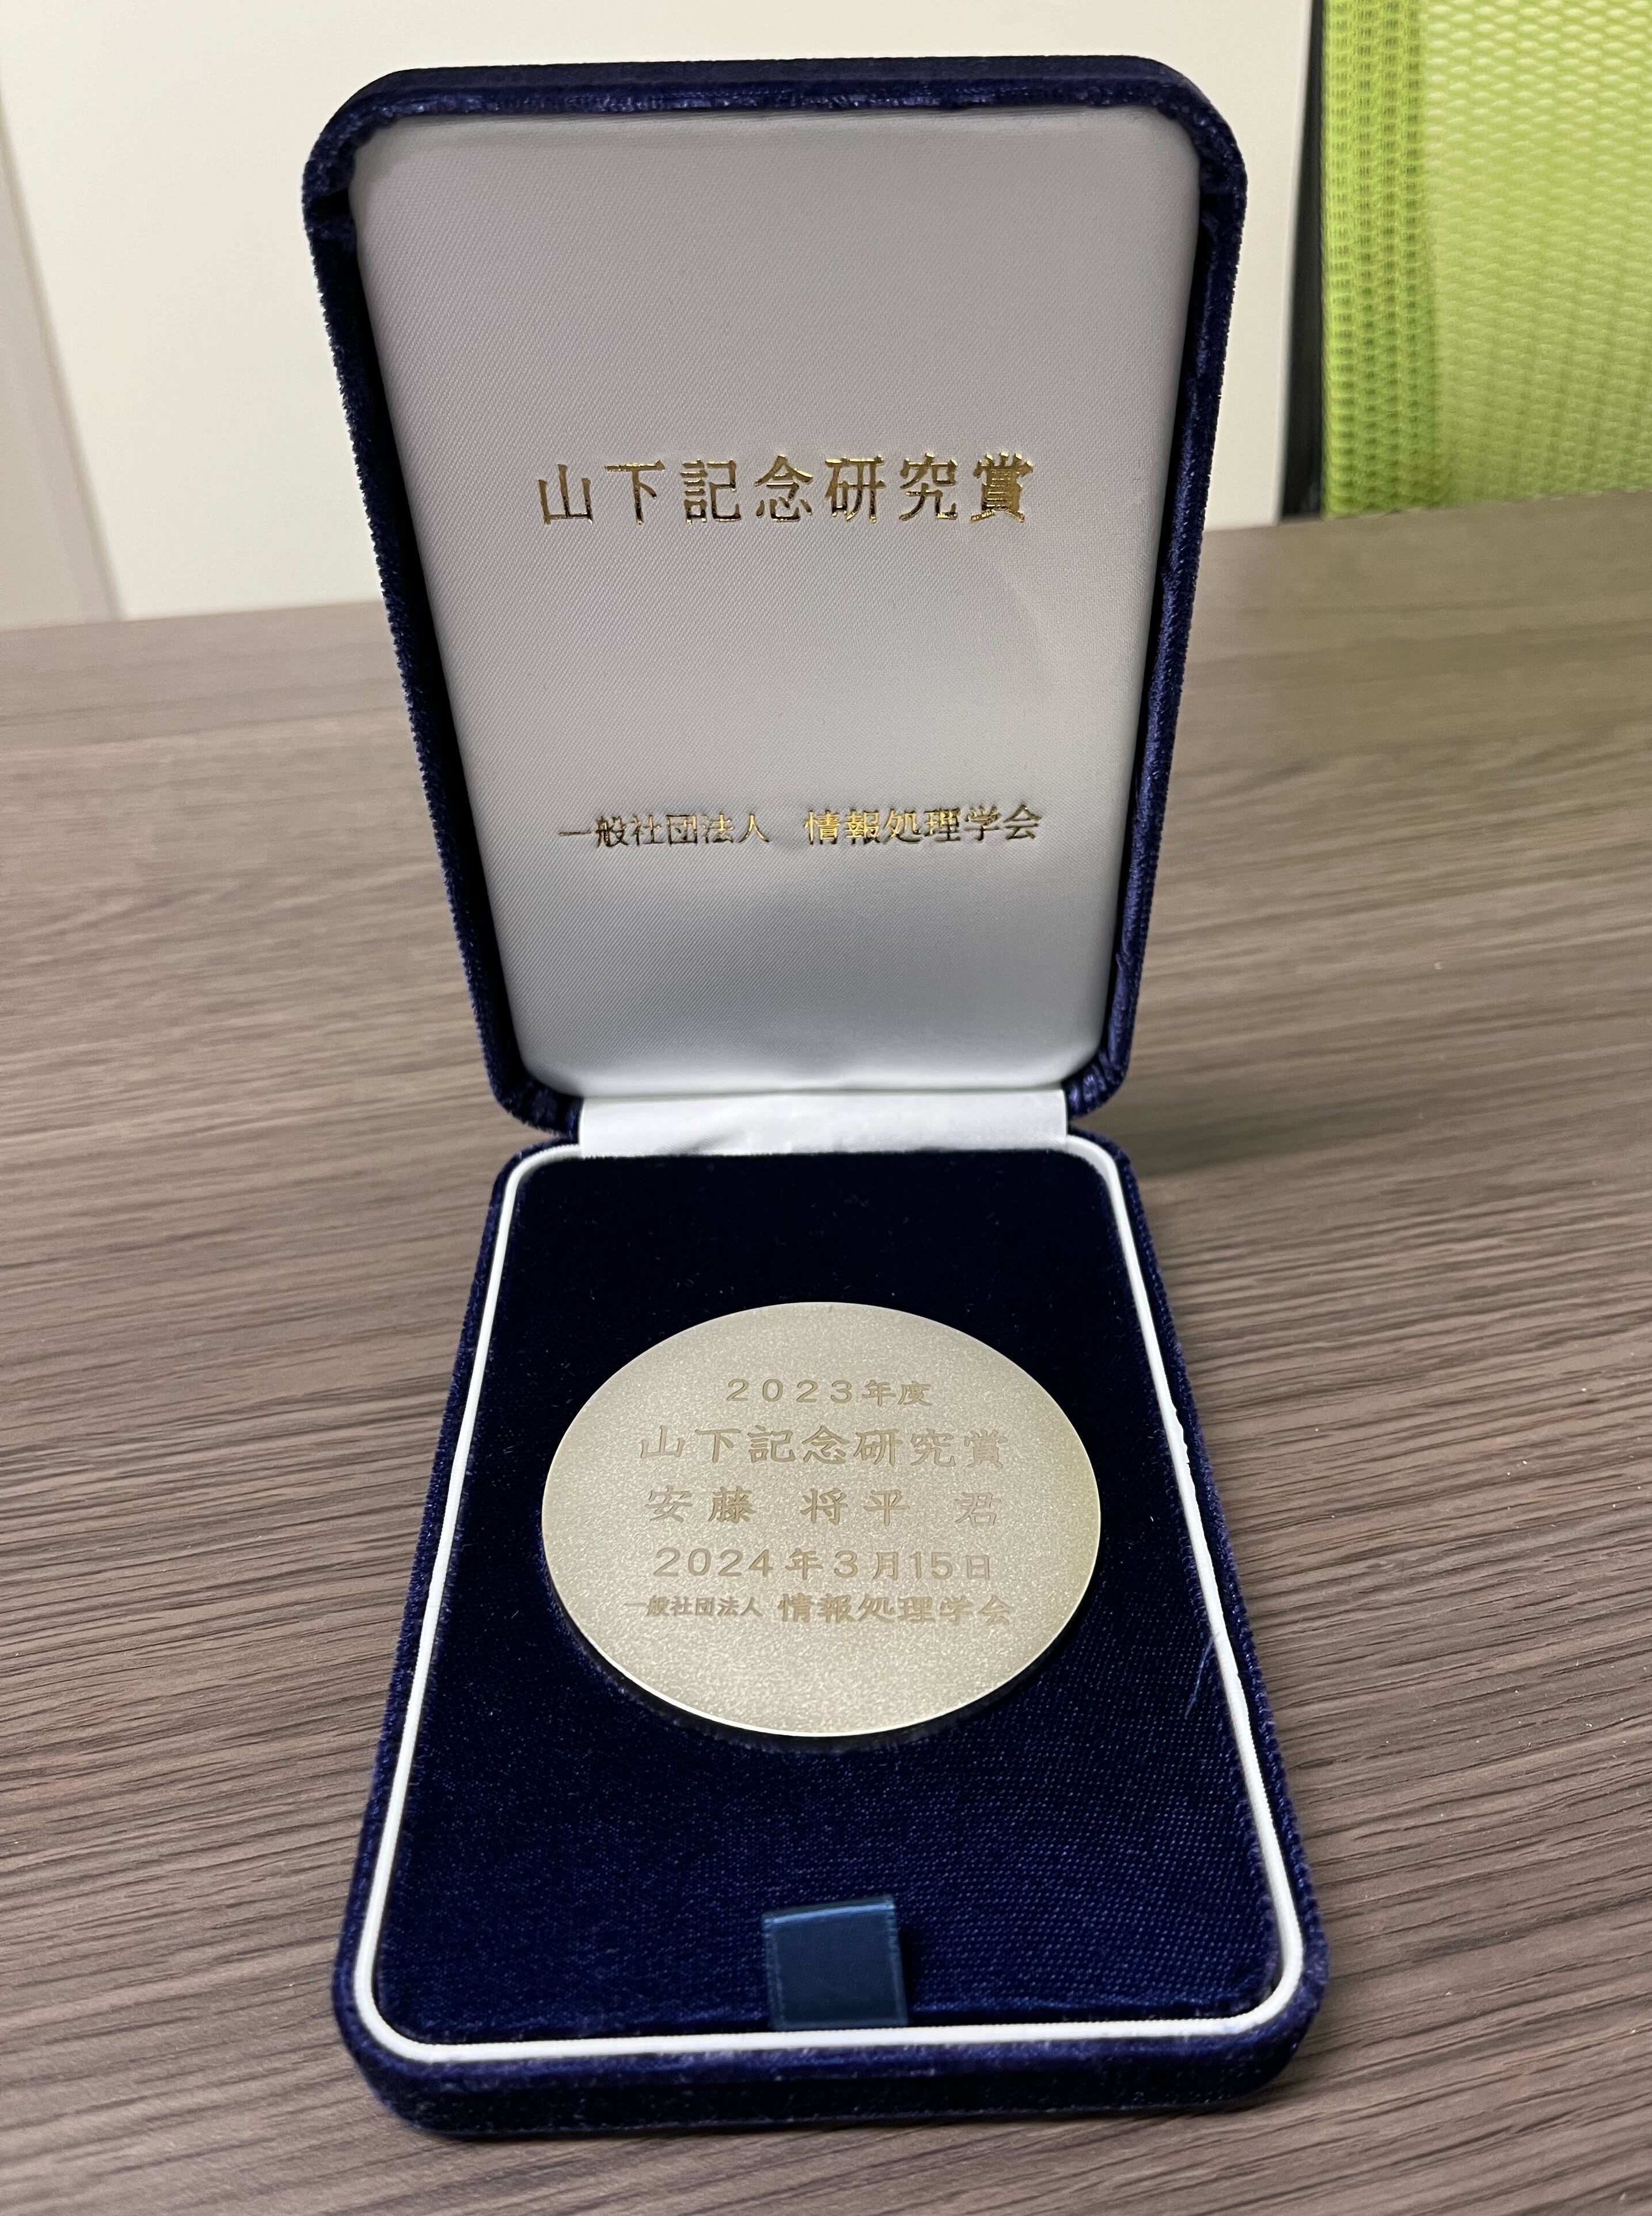 山下記念研究賞
一般社団法人　情報処理学会
2023年度
山下記念研究賞
安藤　将平　君
2024年3月15日
一般社団法人 情報処理学会